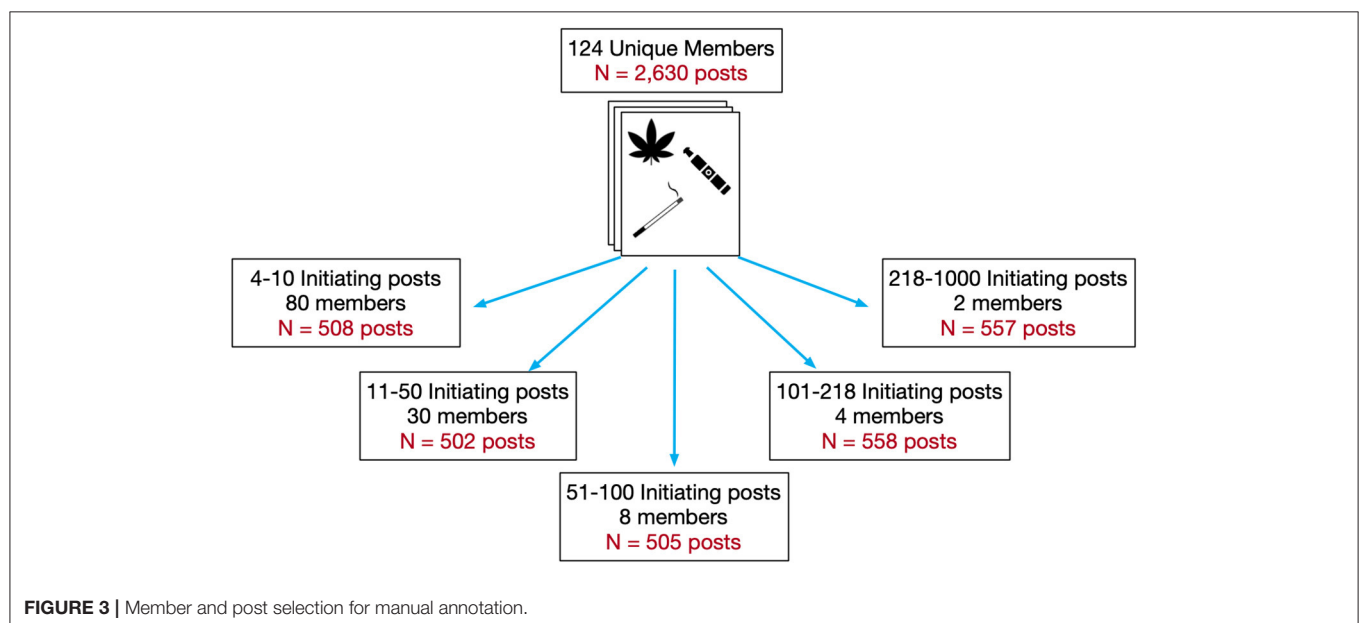 124 Unique Members
N = 2,630 posts
4-10 Initiating posts
80 members
N = 508 posts
218-1000 Initiating posts
2 members
N = 557 posts
11-50 Initiating posts
30 members
N = 502 posts
101-218 Initiating posts
4 members
N = 558 posts
51-100 Initiating posts
8 members
N = 505 posts
FIGURE 3 | Member and post selection for manual annotation.